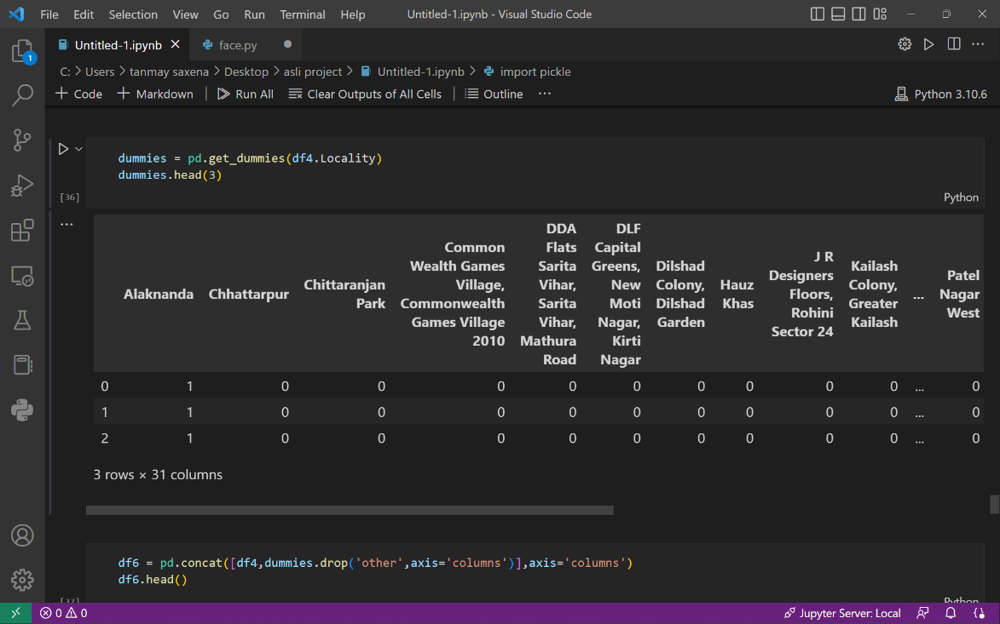 File Edit Selection View Go Run Terminal Help Untitled-1.ipynb - Visual Studio Code
Untitled-1.ipynb face.py
1
C: > Users > tanmay saxena > Desktop > asli project > Untitled-1.ipynb > import pickle
+ Code + Markdown | Run All Clear Outputs of All Cells | Outline ··· Python 3.10.6
dummies = pd.get_dummies(df4.Locality)
dummies.head(3)
[36] Python
...
Alaknanda Chhattarpur Chittaranjan Park Common Wealth Games Village, Commonwealth Games Village 2010 DDA Flats Sarita Vihar, Sarita Vihar, Mathura Road DLF Capital Greens, New Moti Nagar, Kirti Nagar Dilshad Colony, Dilshad Garden Hauz Khas J R Designers Floors, Rohini Sector 24 Kailash Colony, Greater Kailash ... Patel Nagar West
0 1 0 0 0 0 0 0 0 0 0 ... 0
1 1 0 0 0 0 0 0 0 0 0 ... 0
2 1 0 0 0 0 0 0 0 0 0 ... 0
3 rows × 31 columns
df6 = pd.concat([df4,dummies.drop('other',axis='columns')],axis='columns')
df6.head()
[37] Python
0 0 Jupyter Server: Local